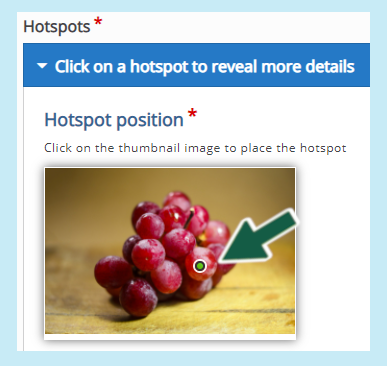 Hotspots *
Click on a hotspot to reveal more details
Hotspot position *
Click on the thumbnail image to place the hotspot